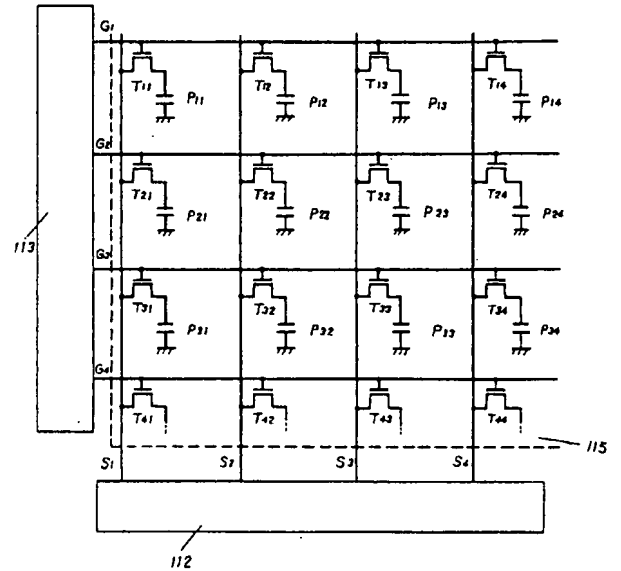 G1
T11 P11 T12 P12 T13 P13 T14 P14
G2
T21 P21 T22 P22 T23 P23 T24 P24
113
G3
T31 P31 T32 P32 T33 P33 T34 P34
G4
T41 T42 T43 T44
115
S1 S2 S3 S4
112